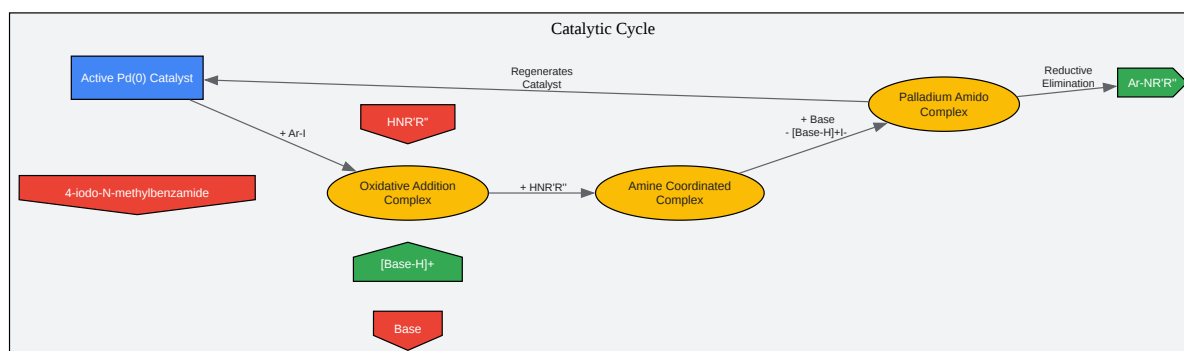 Catalytic Cycle
Active Pd(0) Catalyst
Regenerates
Catalyst
Reductive
Elimination
Ar-NR'R"
Palladium Amido
Complex
HNR'R"
+ Ar-I
+ Base
- [Base-H]+I-
4-iodo-N-methylbenzamide
Oxidative Addition
Complex
+ HNR'R"
Amine Coordinated
Complex
[Base-H]+
Base